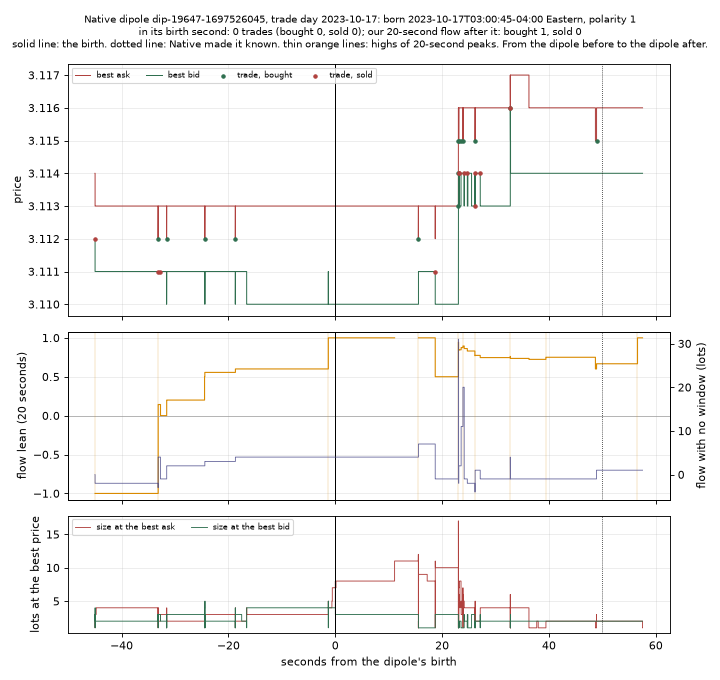 Native dipole dip-19647-1697526045, trade day 2023-10-17: born 2023-10-17T03:00:45-04:00 Eastern, polarity 1
in its birth second: 0 trades (bought 0, sold 0); our 20-second flow after it: bought 1, sold 0
solid line: the birth. dotted line: Native made it known. thin orange lines: highs of 20-second peaks. From the dipole before to the dipole after.
best ask
best bid
trade, bought
trade, sold
3.117
3.116
3.115
3.114
3.113
3.112
3.111
3.110
price
1.0
0.5
0.0
−0.5
−1.0
flow lean (20 seconds)
30
20
10
0
flow with no window (lots)
size at the best ask
size at the best bid
15
10
5
lots at the best price
−40
−20
0
20
40
60
seconds from the dipole's birth